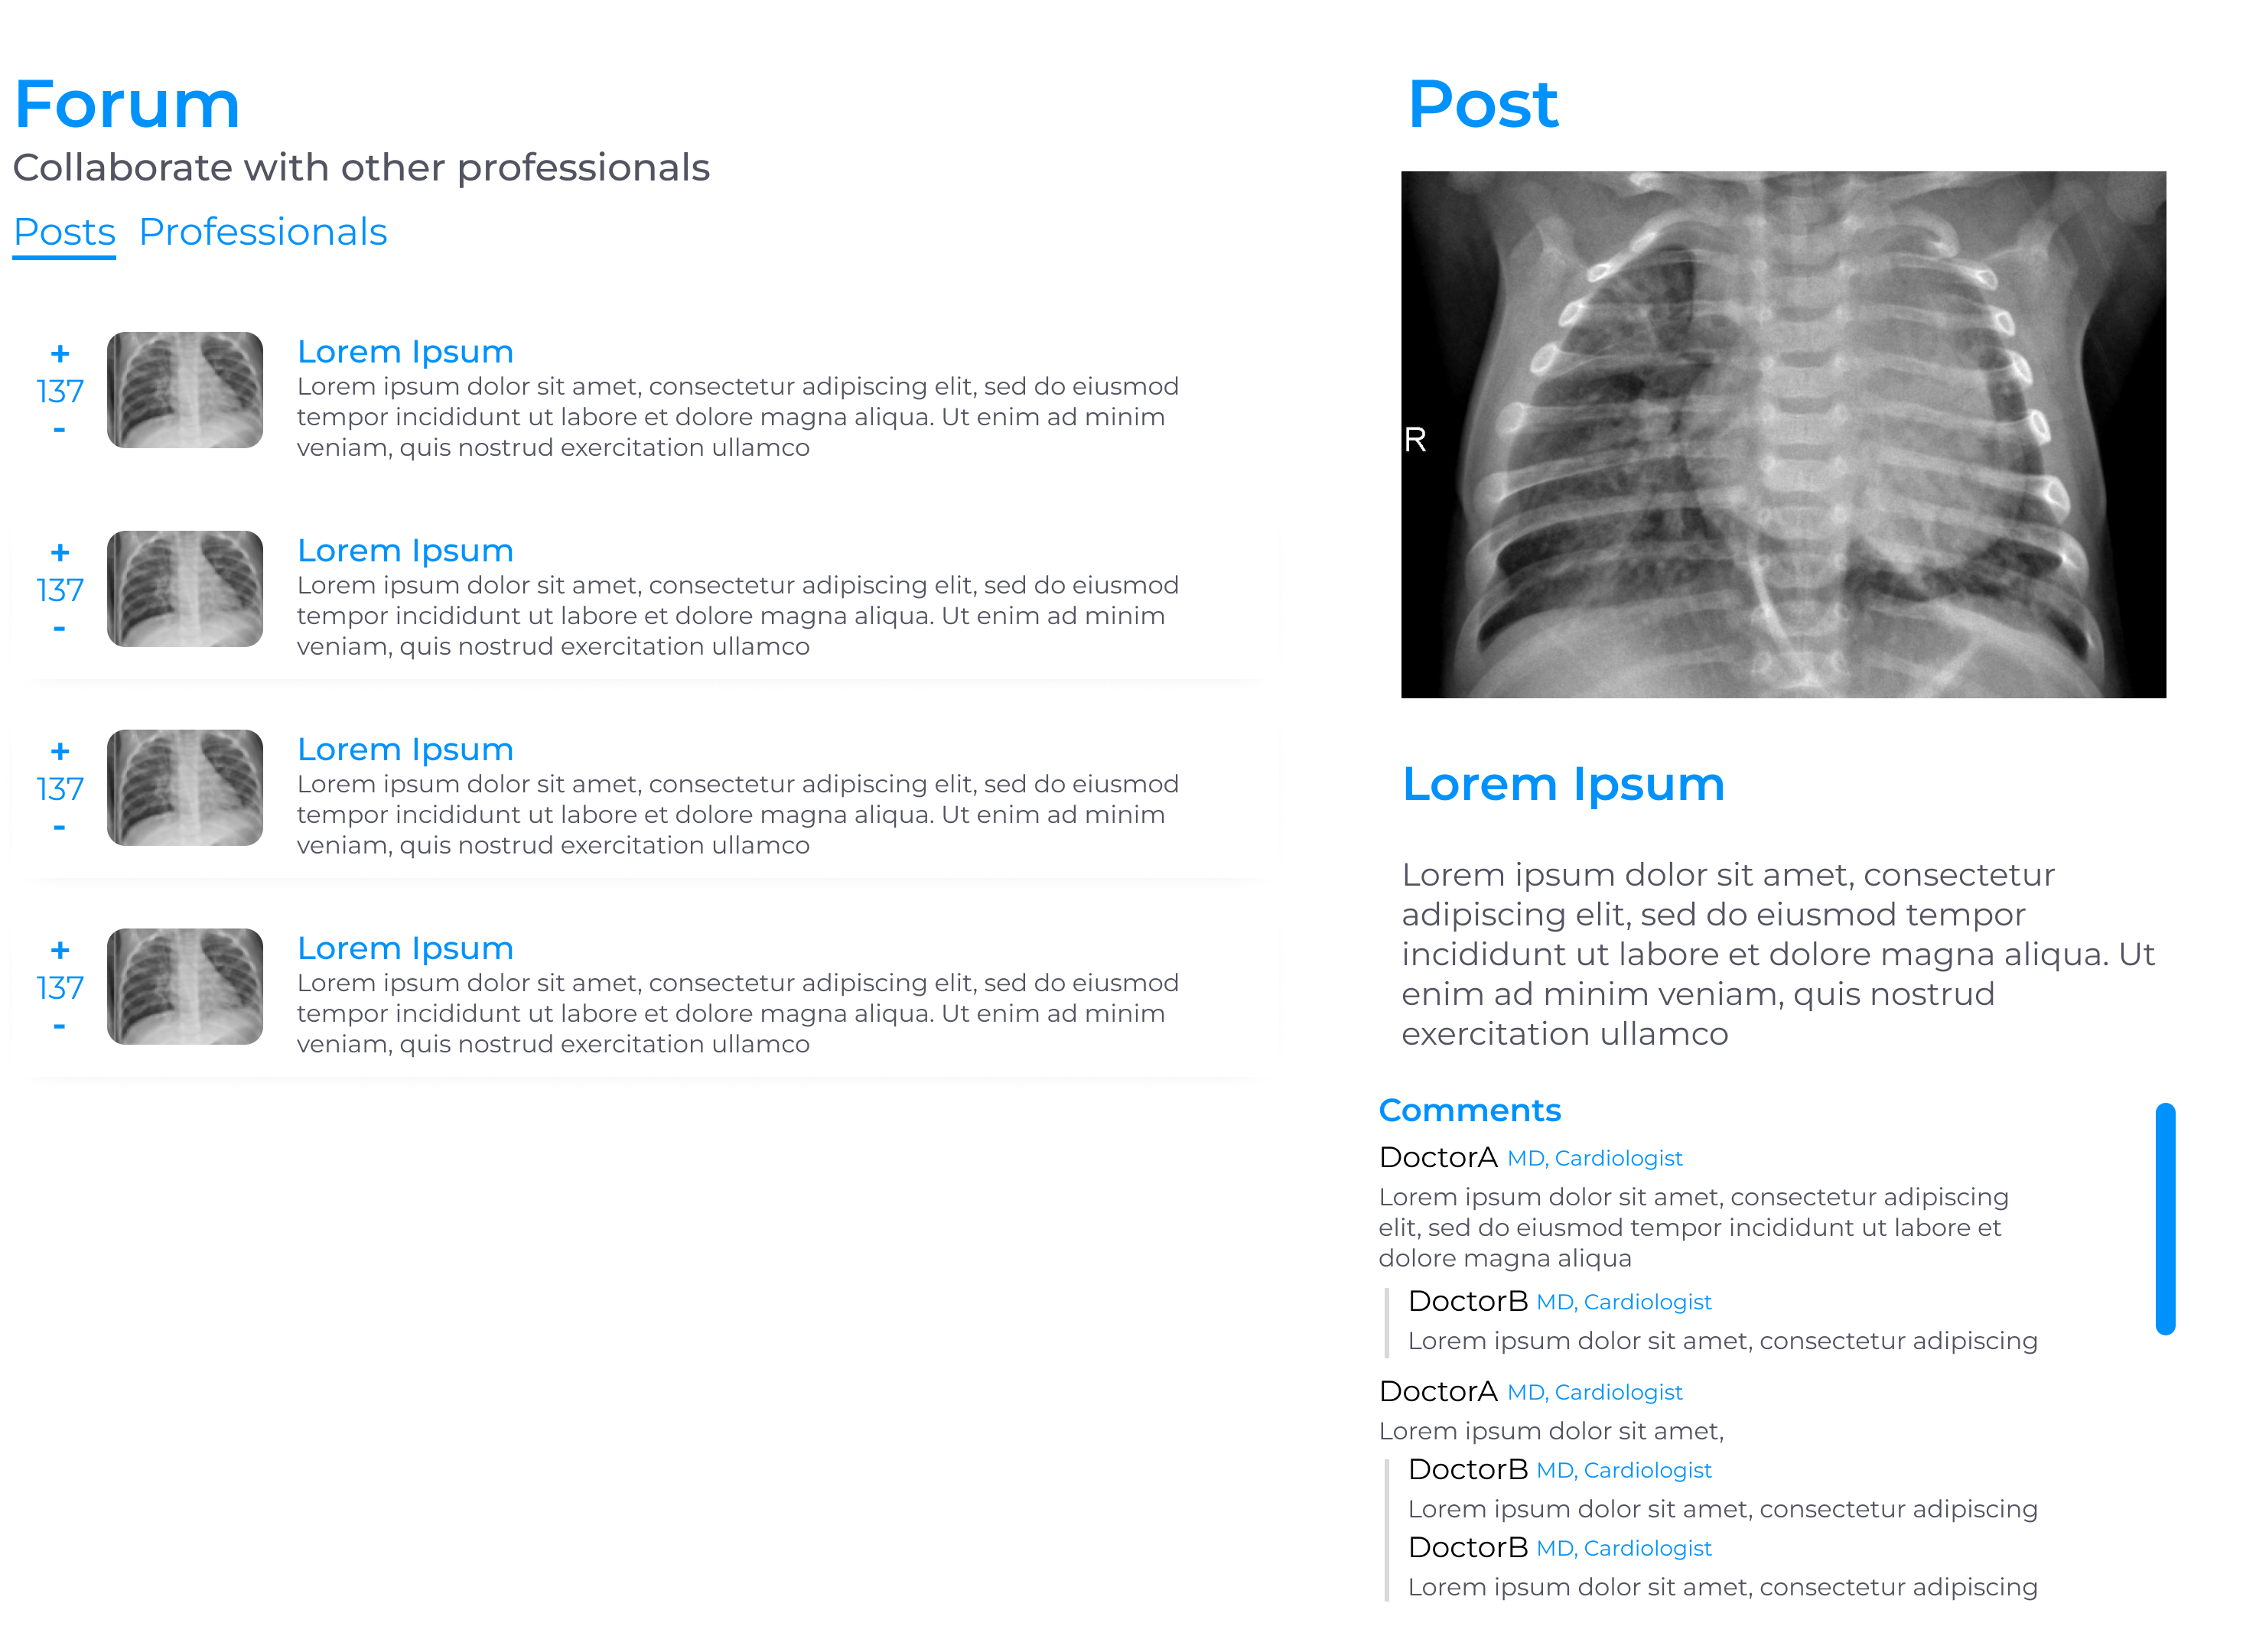 Forum
Collaborate with other professionals
Posts Professionals
+
137
-
Lorem Ipsum
Lorem ipsum dolor sit amet, consectetur adipiscing elit, sed do eiusmod
tempor incididunt ut labore et dolore magna aliqua. Ut enim ad minim
veniam, quis nostrud exercitation ullamco
+
137
-
Lorem Ipsum
Lorem ipsum dolor sit amet, consectetur adipiscing elit, sed do eiusmod
tempor incididunt ut labore et dolore magna aliqua. Ut enim ad minim
veniam, quis nostrud exercitation ullamco
+
137
-
Lorem Ipsum
Lorem ipsum dolor sit amet, consectetur adipiscing elit, sed do eiusmod
tempor incididunt ut labore et dolore magna aliqua. Ut enim ad minim
veniam, quis nostrud exercitation ullamco
+
137
-
Lorem Ipsum
Lorem ipsum dolor sit amet, consectetur adipiscing elit, sed do eiusmod
tempor incididunt ut labore et dolore magna aliqua. Ut enim ad minim
veniam, quis nostrud exercitation ullamco
Post
R
Lorem Ipsum
Lorem ipsum dolor sit amet, consectetur
adipiscing elit, sed do eiusmod tempor
incididunt ut labore et dolore magna aliqua. Ut
enim ad minim veniam, quis nostrud
exercitation ullamco
Comments
DoctorA MD, Cardiologist
Lorem ipsum dolor sit amet, consectetur adipiscing
elit, sed do eiusmod tempor incididunt ut labore et
dolore magna aliqua
DoctorB MD, Cardiologist
Lorem ipsum dolor sit amet, consectetur adipiscing
DoctorA MD, Cardiologist
Lorem ipsum dolor sit amet,
DoctorB MD, Cardiologist
Lorem ipsum dolor sit amet, consectetur adipiscing
DoctorB MD, Cardiologist
Lorem ipsum dolor sit amet, consectetur adipiscing